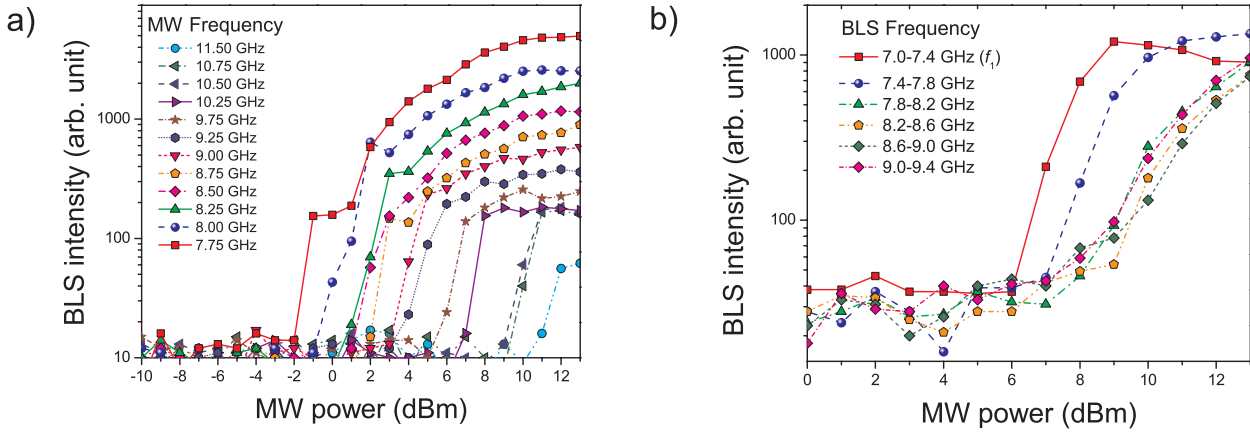 a)
MW Frequency
11.50 GHz
10.75 GHz
10.50 GHz
10.25 GHz
9.75 GHz
9.25 GHz
9.00 GHz
8.75 GHz
8.50 GHz
8.25 GHz
8.00 GHz
7.75 GHz
BLS intensity (arb. unit)
1000
100
10
-10 -8 -6 -4 -2 0 2 4 6 8 10 12
MW power (dBm)
b)
BLS Frequency
7.0-7.4 GHz (f1)
7.4-7.8 GHz
7.8-8.2 GHz
8.2-8.6 GHz
8.6-9.0 GHz
9.0-9.4 GHz
BLS intensity (arb. unit)
1000
100
0 2 4 6 8 10 12
MW power (dBm)